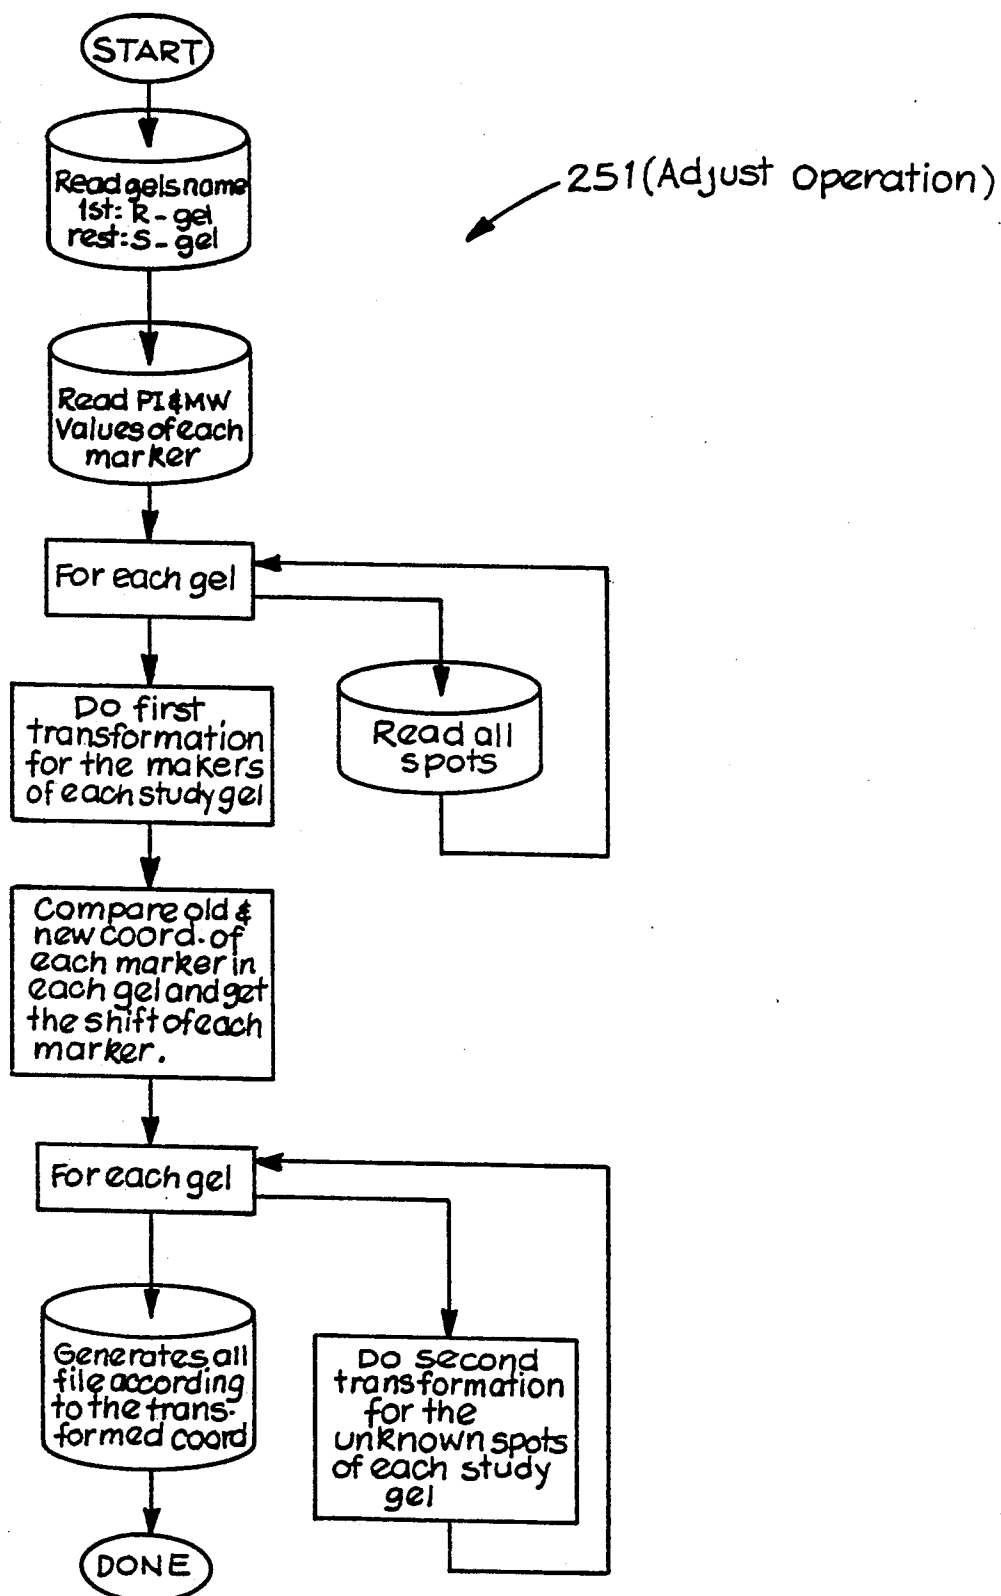 START
251 (Adjust Operation)
Read gels name
1st: R - gel
rest: S - gel
Read PI & MW
Values of each
marker
For each gel
Do first
transformation
for the makers
of each study gel
Read all
spots
Compare old &
new coord. of
each marker in
each gel and get
the shift of each
marker.
For each gel
Generates all
file according
to the trans-
formed coord
Do second
transformation
for the
unknown spots
of each study
gel
DONE